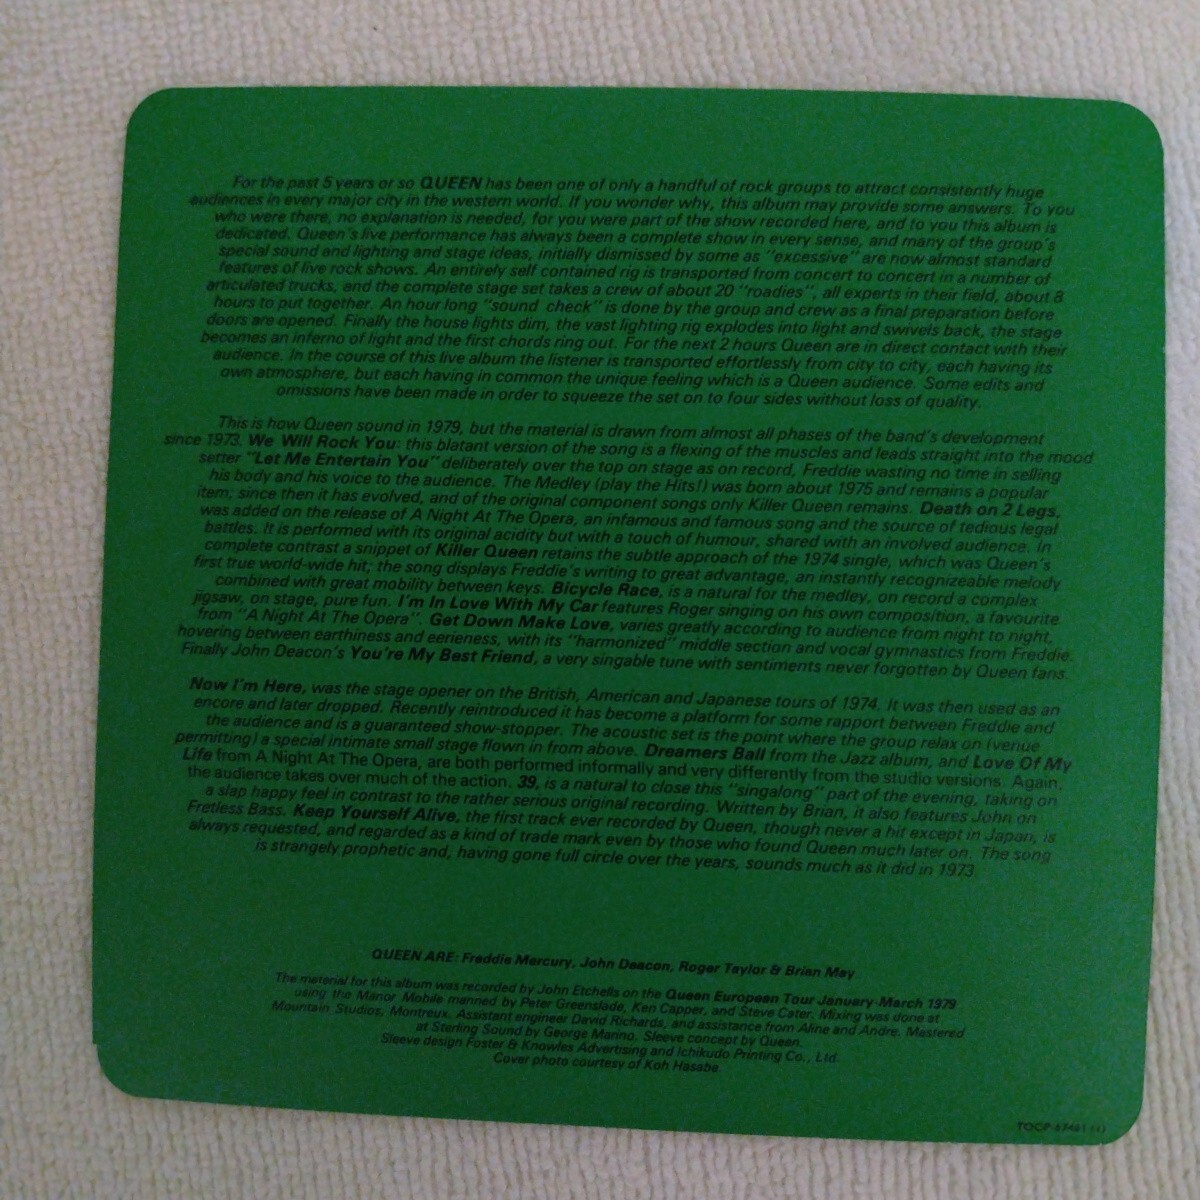 For the past 5 years or so QUEEN has been one of only a handful of rock groups to attract consistently huge
audiences in every major city in the western world. If you wonder why, this album may provide some answers. To you
who were there, no explanation is needed, for you were part of the show recorded here, and to you this album is
dedicated. Queen's live performance has always been a complete show in every sense, and many of the group's
special sound and lighting and stage ideas, initially dismissed by some as "excessive" are now almost standard
features of live rock shows. An entirely self contained rig is transported from concert to concert in a number of
articulated trucks, and the complete stage set takes a crew of about 20 "roadies", all experts in their field, about 8
hours to put together. An hour long "sound check" is done by the group and crew as a final preparation before
doors are opened. Finally the house lights dim, the vast lighting rig explodes into light and swivels back, the stage
becomes an inferno of light and the first chords ring out. For the next 2 hours Queen are in direct contact with their
audience. In the course of this live album the listener is transported effortlessly from city to city, each having its
own atmosphere, but each having in common the unique feeling which is a Queen audience. Some edits and
omissions have been made in order to squeeze the set on to four sides without loss of quality.
This is how Queen sound in 1979, but the material is drawn from almost all phases of the band's development
since 1973. We Will Rock You: this blatant version of the song is a flexing of the muscles and leads straight into the mood
setter "Let Me Entertain You" deliberately over the top on stage as on record, Freddie wasting no time in selling
his body and his voice to the audience. The Medley (play the Hits!) was born about 1975 and remains a popular
item; since then it has evolved, and of the original component songs only Killer Queen remains. Death on 2 Legs,
was added on the release of A Night At The Opera, an infamous and famous song and the source of tedious legal
battles. It is performed with its original acidity but with a touch of humour, shared with an involved audience. In
complete contrast a snippet of Killer Queen retains the subtle approach of the 1974 single, which was Queen's
first true world-wide hit; the song displays Freddie's writing to great advantage, an instantly recognizeable melody
combined with great mobility between keys. Bicycle Race, is a natural for the medley, on record a complex
jigsaw, on stage, pure fun. I'm In Love With My Car features Roger singing on his own composition, a favourite
from "A Night At The Opera". Get Down Make Love, varies greatly according to audience from night to night,
hovering between earthiness and eerieness, with its "harmonized" middle section and vocal gymnastics from Freddie.
Finally John Deacon's You're My Best Friend, a very singable tune with sentiments never forgotten by Queen fans.
Now I'm Here, was the stage opener on the British, American and Japanese tours of 1974. It was then used as an
encore and later dropped. Recently reintroduced it has become a platform for some rapport between Freddie and
the audience and is a guaranteed show-stopper. The acoustic set is the point where the group relax on (venue
permitting) a special intimate small stage flown in from above. Dreamers Ball from the Jazz album, and Love Of My
Life from A Night At The Opera, are both performed informally and very differently from the studio versions. Again,
the audience takes over much of the action. 39, is a natural to close this "singalong" part of the evening, taking on
a slap happy feel in contrast to the rather serious original recording. Written by Brian, it also features John on
Fretless Bass. Keep Yourself Alive, the first track ever recorded by Queen, though never a hit except in Japan, is
always requested, and regarded as a kind of trade mark even by those who found Queen much later on. The song
is strangely prophetic and, having gone full circle over the years, sounds much as it did in 1973.
QUEEN ARE: Freddie Mercury, John Deacon, Roger Taylor & Brian May
The material for this album was recorded by John Etchells on the Queen European Tour January-March 1979
using the Manor Mobile manned by Peter Greenslade, Ken Capper, and Steve Cater. Mixing was done at
Mountain Studios, Montreux. Assistant engineer David Richards, and assistance from Aline and Andre. Mastered
at Sterling Sound by George Marino. Sleeve concept by Queen.
Sleeve design Foster & Knowles Advertising and Ichikudo Printing Co., Ltd.
Cover photo courtesy of Koh Hasabe.
TOCP-67461 (1)